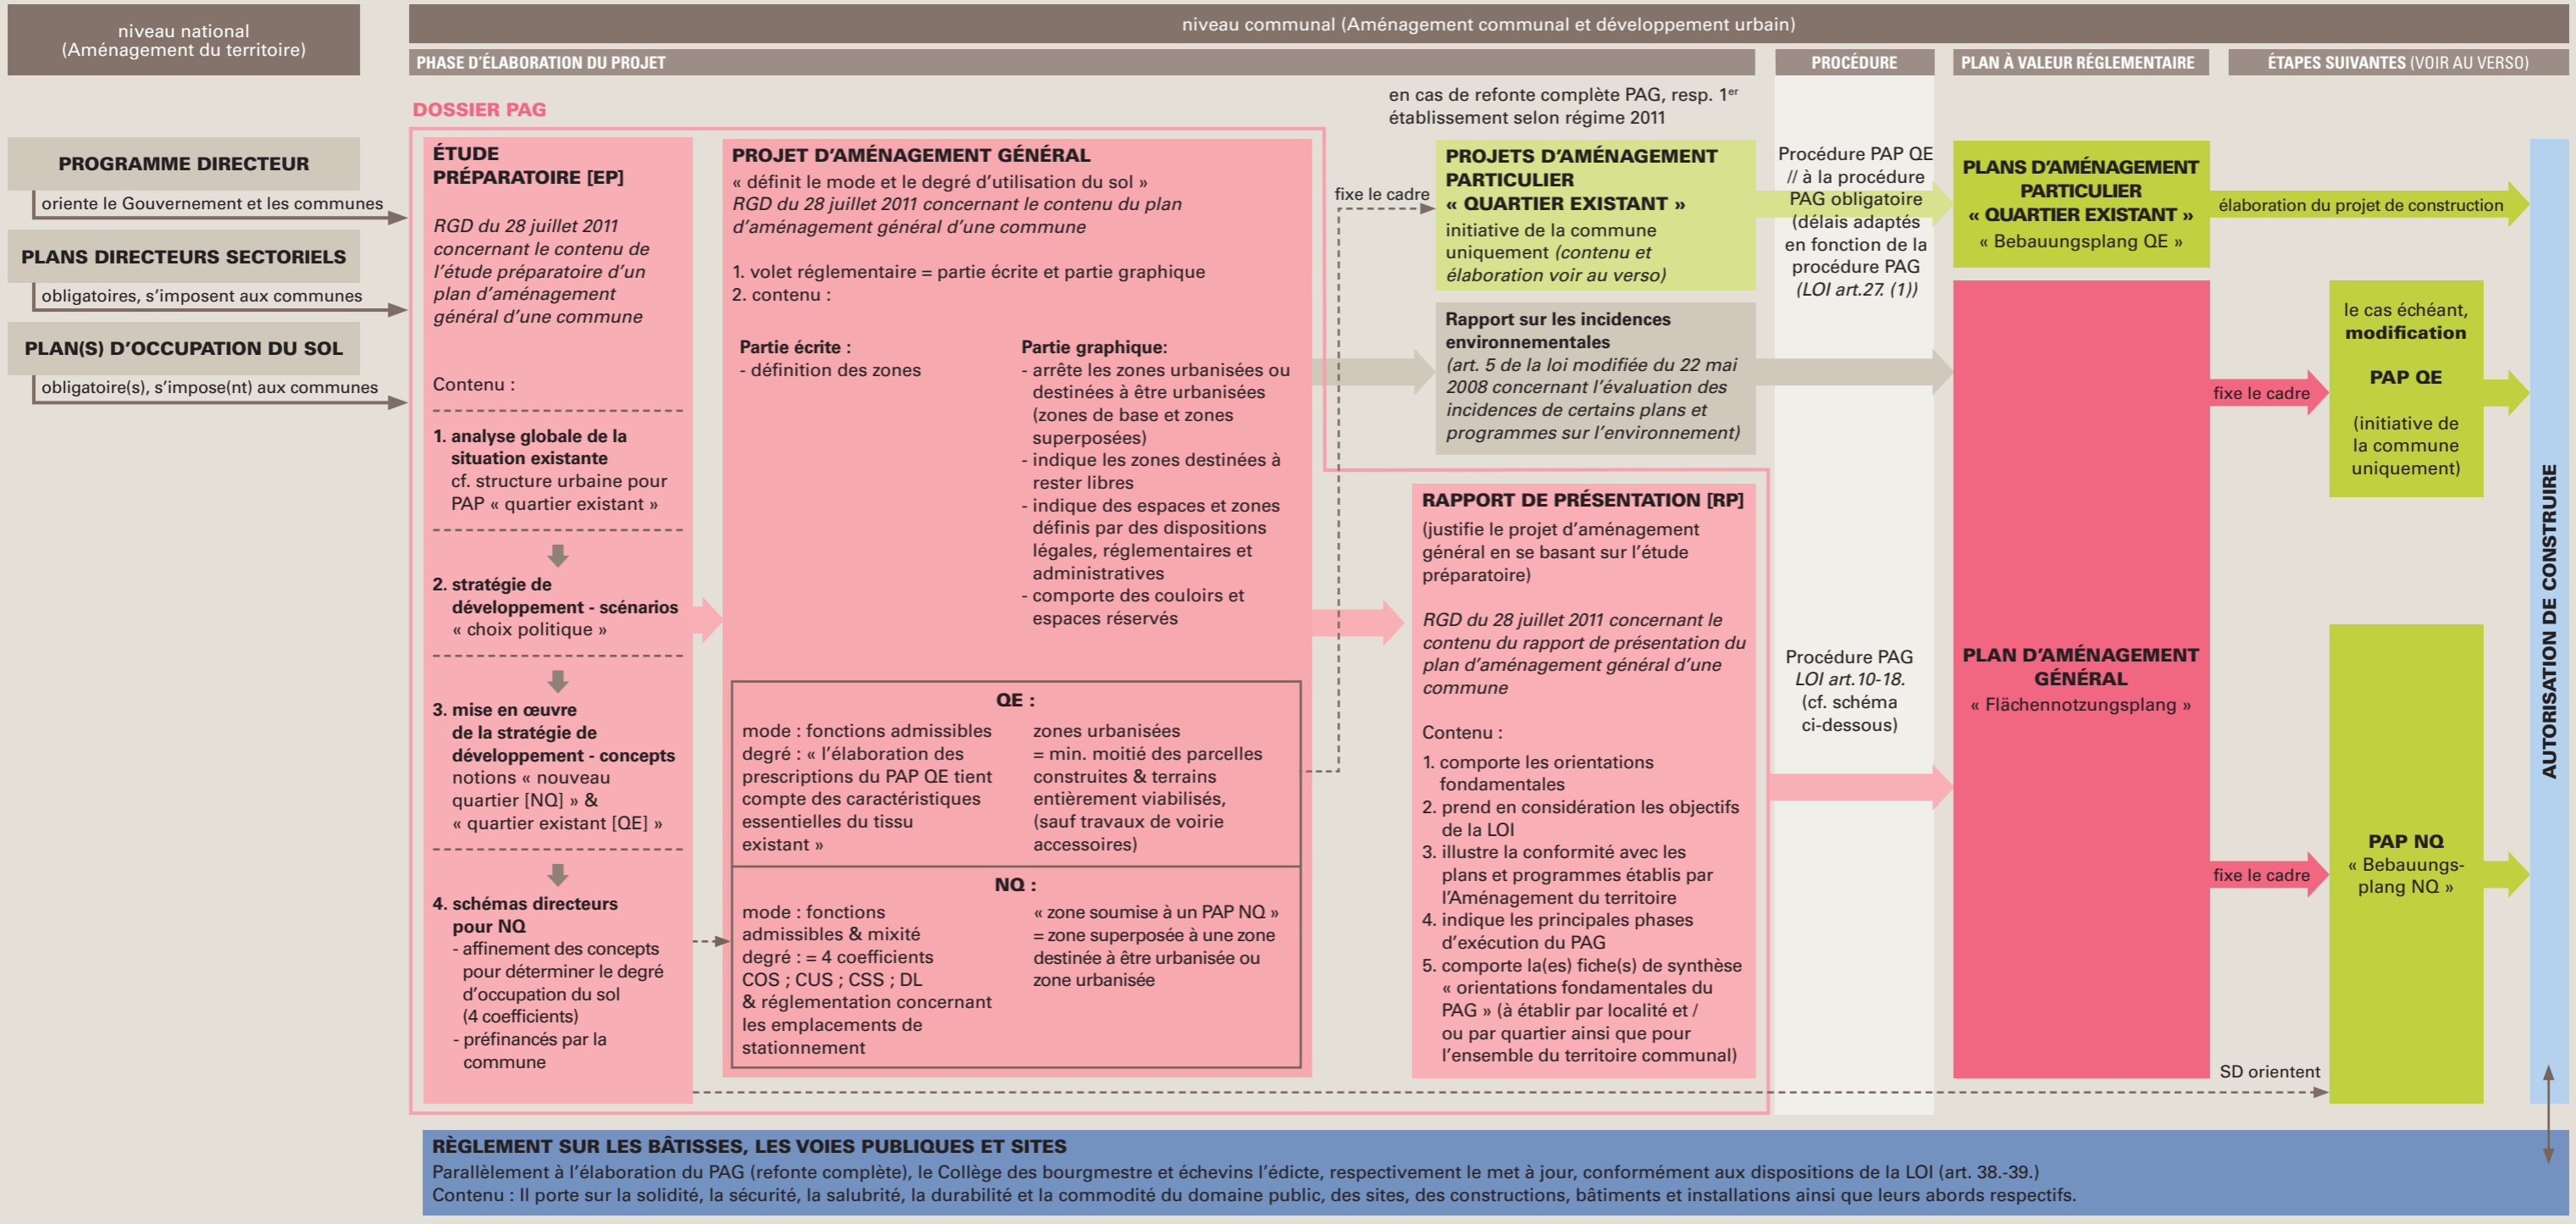 niveau national
(Aménagement du territoire)
niveau communal (Aménagement communal et développement urbain)
PHASE D'ÉLABORATION DU PROJET
PROCÉDURE
PLAN À VALEUR RÉGLEMENTAIRE
ÉTAPES SUIVANTES (VOIR AU VERSO)
PROGRAMME DIRECTEUR
oriente le Gouvernement et les communes
PLANS DIRECTEURS SECTORIELS
obligatoires, s'imposent aux communes
PLAN(S) D'OCCUPATION DU SOL
obligatoire(s), s'impose(nt) aux communes
DOSSIER PAG
ÉTUDE
PRÉPARATOIRE [EP]
RGD du 28 juillet 2011
concernant le contenu de
l'étude préparatoire d'un
plan d'aménagement
général d'une commune
Contenu :
1. analyse globale de la
situation existante
cf. structure urbaine pour
PAP « quartier existant »
2. stratégie de
développement - scénarios
« choix politique »
3. mise en œuvre
de la stratégie de
développement - concepts
notions « nouveau
quartier [NQ] » &
« quartier existant [QE] »
4. schémas directeurs
pour NQ
- affinement des concepts
pour déterminer le degré
d'occupation du sol
(4 coefficients)
- préfinancés par la
commune
PROJET D'AMÉNAGEMENT GÉNÉRAL
« définit le mode et le degré d'utilisation du sol »
RGD du 28 juillet 2011 concernant le contenu du plan
d'aménagement général d'une commune
1. volet réglementaire = partie écrite et partie graphique
2. contenu :
Partie écrite :
- définition des zones
Partie graphique:
- arrête les zones urbanisées ou
destinées à être urbanisées
(zones de base et zones
superposées)
- indique les zones destinées à
rester libres
- indique des espaces et zones
définis par des dispositions
légales, réglementaires et
administratives
- comporte des couloirs et
espaces réservés
QE :
mode : fonctions admissibles
degré : « l'élaboration des
prescriptions du PAP QE tient
compte des caractéristiques
essentielles du tissu
existant »
zones urbanisées
= min. moitié des parcelles
construites & terrains
entièrement viabilisés,
(sauf travaux de voirie
accessoires)
NQ :
mode : fonctions
admissibles & mixité
degré : = 4 coefficients
COS ; CUS ; CSS ; DL
& réglementation concernant
les emplacements de
stationnement
« zone soumise à un PAP NQ »
= zone superposée à une zone
destinée à être urbanisée ou
zone urbanisée
en cas de refonte complète PAG, resp. 1er
établissement selon régime 2011
fixe le cadre
PROJETS D'AMÉNAGEMENT
PARTICULIER
« QUARTIER EXISTANT »
initiative de la commune
uniquement (contenu et
élaboration voir au verso)
Rapport sur les incidences
environnementales
(art. 5 de la loi modifiée du 22 mai
2008 concernant l'évaluation des
incidences de certains plans et
programmes sur l'environnement)
RAPPORT DE PRÉSENTATION [RP]
(justifie le projet d'aménagement
général en se basant sur l'étude
préparatoire)
RGD du 28 juillet 2011 concernant le
contenu du rapport de présentation du
plan d'aménagement général d'une
commune
Contenu :
1. comporte les orientations
fondamentales
2. prend en considération les objectifs
de la LOI
3. illustre la conformité avec les
plans et programmes établis par
l'Aménagement du territoire
4. indique les principales phases
d'exécution du PAG
5. comporte la(es) fiche(s) de synthèse
« orientations fondamentales du
PAG » (à établir par localité et /
ou par quartier ainsi que pour
l'ensemble du territoire communal)
Procédure PAP QE
// à la procédure
PAG obligatoire
(délais adaptés
en fonction de la
procédure PAG
(LOI art.27. (1))
Procédure PAG
LOI art.10-18.
(cf. schéma
ci-dessous)
PLANS D'AMÉNAGEMENT
PARTICULIER
« QUARTIER EXISTANT »
« Bebauungsplang QE »
PLAN D'AMÉNAGEMENT
GÉNÉRAL
« Flächennotzungsplang »
élaboration du projet de construction
fixe le cadre
le cas échéant,
modification
PAP QE
(initiative de
la commune
uniquement)
fixe le cadre
PAP NQ
« Bebauungs-
plang NQ »
SD orientent
AUTORISATION DE CONSTRUIRE
RÈGLEMENT SUR LES BÂTISSES, LES VOIES PUBLIQUES ET SITES
Parallèlement à l'élaboration du PAG (refonte complète), le Collège des bourgmestre et échevins l'édicte, respectivement le met à jour, conformément aux dispositions de la LOI (art. 38.-39.)
Contenu : Il porte sur la solidité, la sécurité, la salubrité, la durabilité et la commodité du domaine public, des sites, des constructions, bâtiments et installations ainsi que leurs abords respectifs.